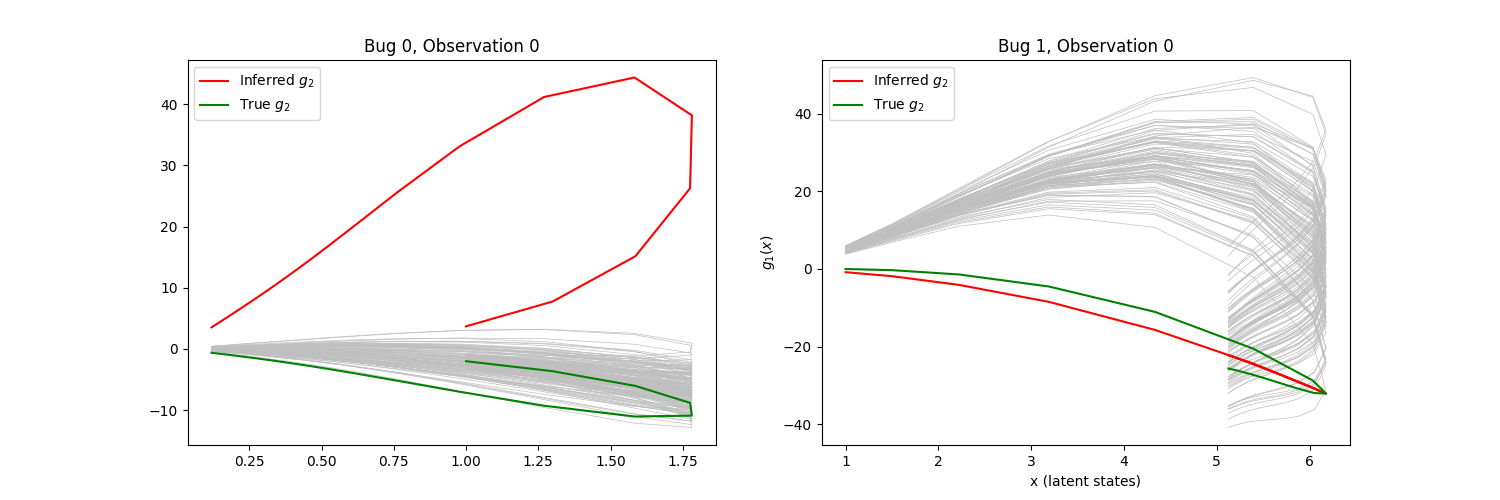 Bug 0, Observation 0
Inferred g₂
True g₂
40
30
20
10
0
−10
0.25 0.50 0.75 1.00 1.25 1.50 1.75
Bug 1, Observation 0
Inferred g₂
True g₂
g₁(x)
40
20
0
−20
−40
1 2 3 4 5 6
x (latent states)